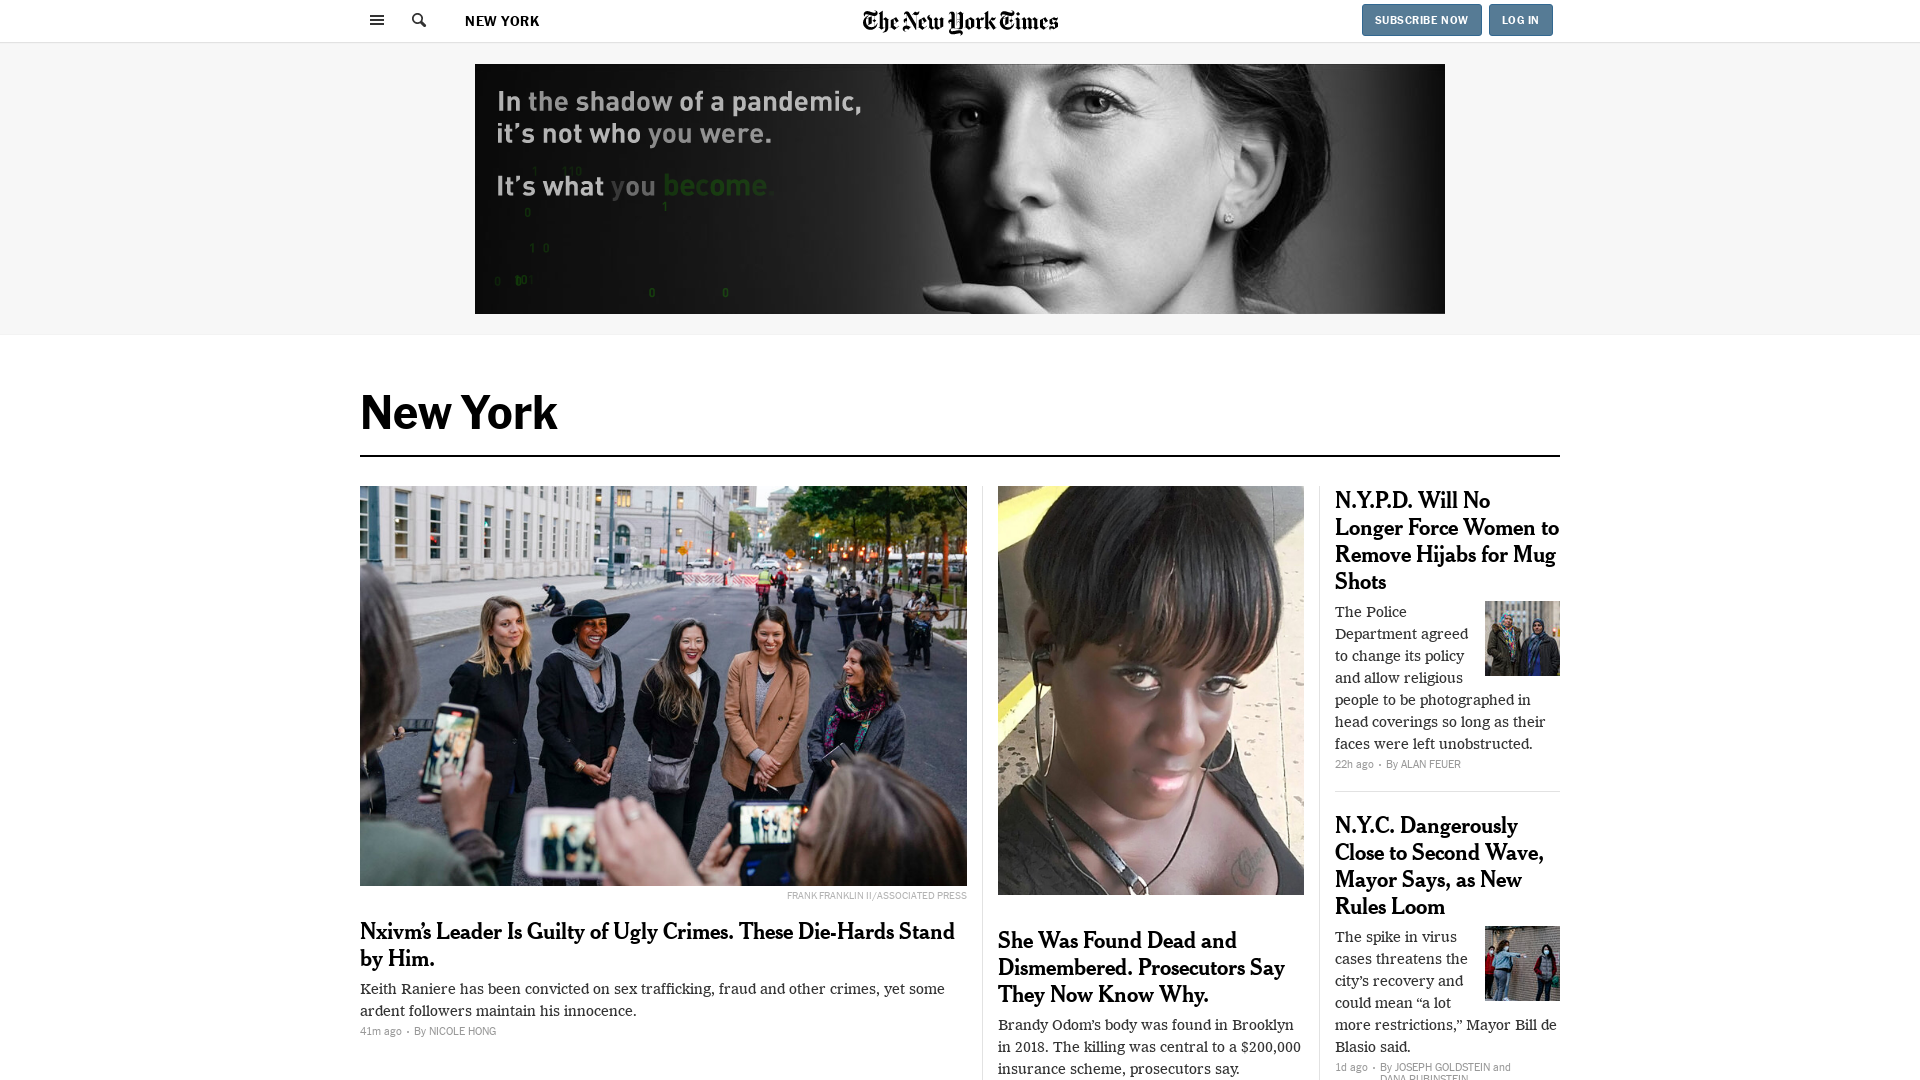 NEW YORK
The New York Times
SUBSCRIBE NOW
LOG IN
In the shadow of a pandemic,
it's not who you were.
It's what you become
New York
FRANK FRANKLIN II/ASSOCIATED PRESS
Nxivm's Leader Is Guilty of Ugly Crimes. These Die-Hards Stand
by Him.
Keith Raniere has been convicted on sex trafficking, fraud and other crimes, yet some
ardent followers maintain his innocence.
41m ago · By NICOLE HONG
She Was Found Dead and
Dismembered. Prosecutors Say
They Now Know Why.
Brandy Odom's body was found in Brooklyn
in 2018. The killing was central to a $200,000
insurance scheme, prosecutors say.
N.Y.P.D. Will No
Longer Force Women to
Remove Hijabs for Mug
Shots
The Police
Department agreed
to change its policy
and allow religious
people to be photographed in
head coverings so long as their
faces were left unobstructed.
22h ago · By ALAN FEUER
N.Y.C. Dangerously
Close to Second Wave,
Mayor Says, as New
Rules Loom
The spike in virus
cases threatens the
city's recovery and
could mean “a lot
more restrictions,” Mayor Bill de
Blasio said.
1d ago · By JOSEPH GOLDSTEIN and
DANA RUBINSTEIN